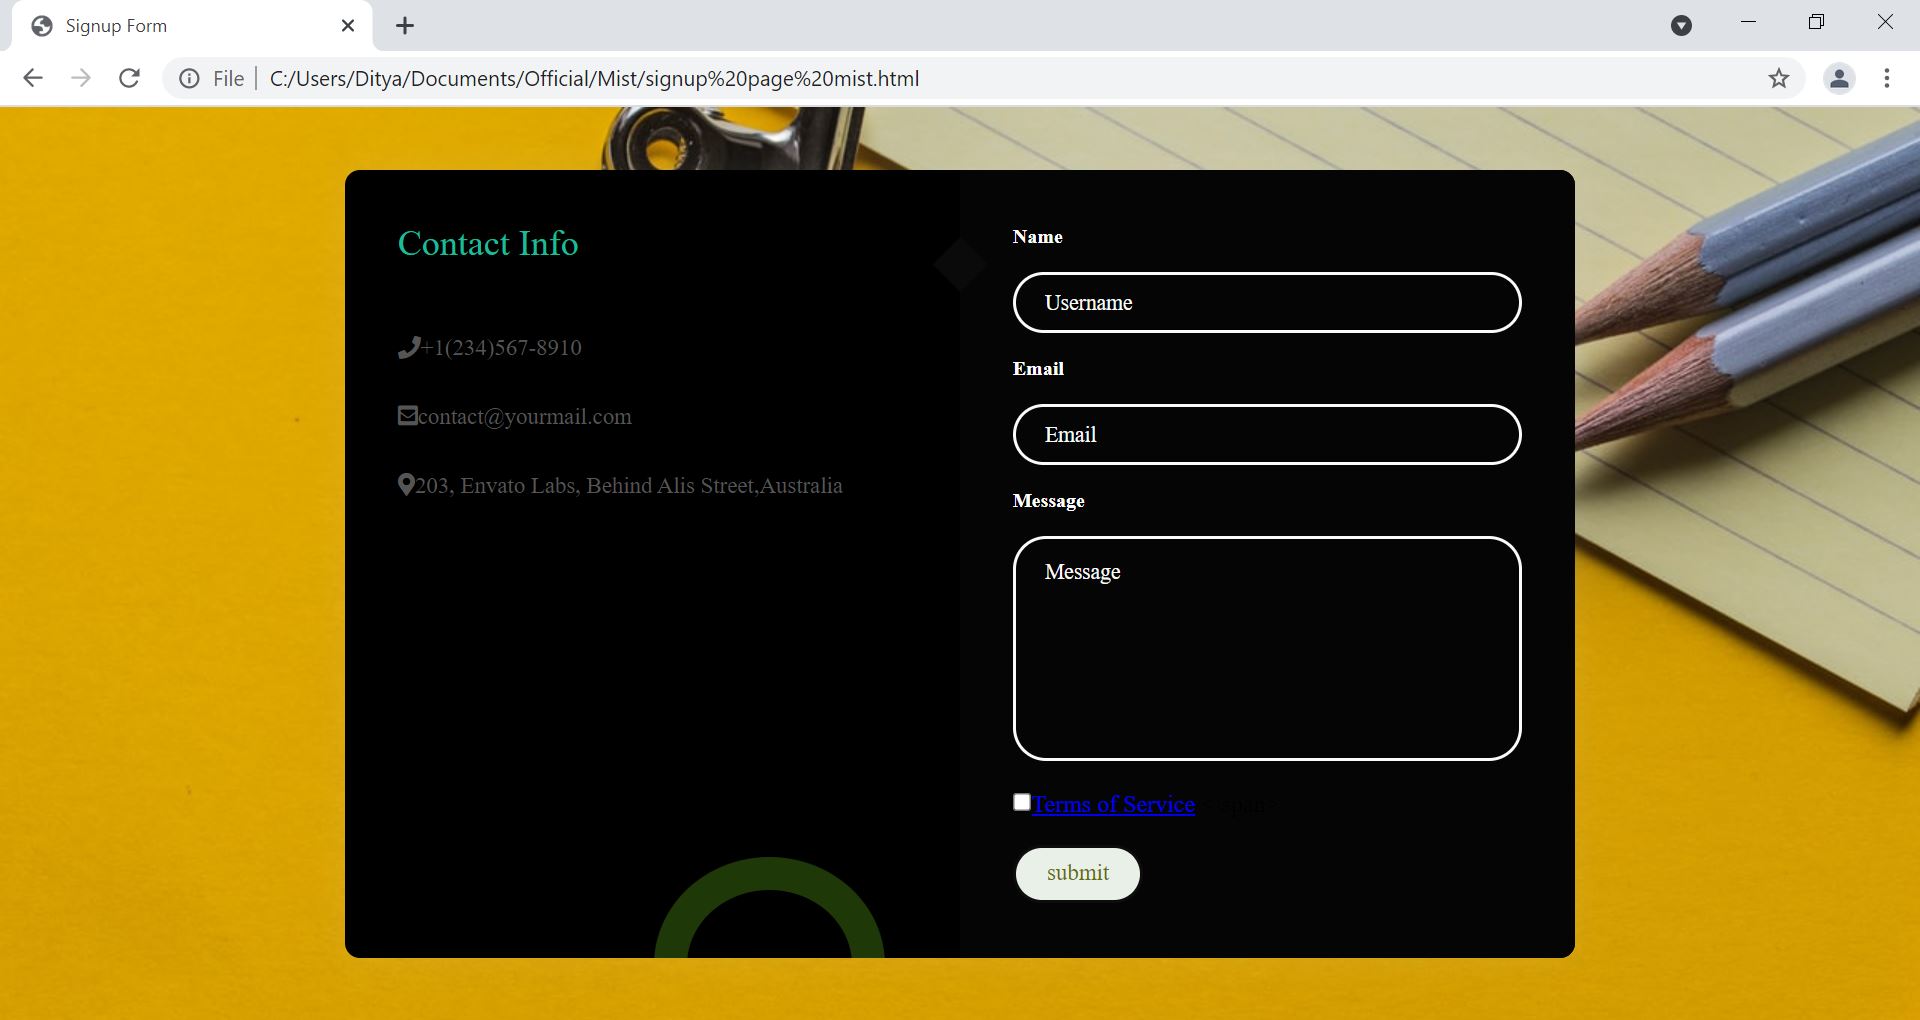 Signup Form
File
C:/Users/Ditya/Documents/Official/Mist/signup%20page%20mist.html
Contact Info
+1(234)567-8910
contact@yourmail.com
203, Envato Labs, Behind Alis Street,Australia
Name
Username
Email
Email
Message
Message
Terms of Service < span>
submit